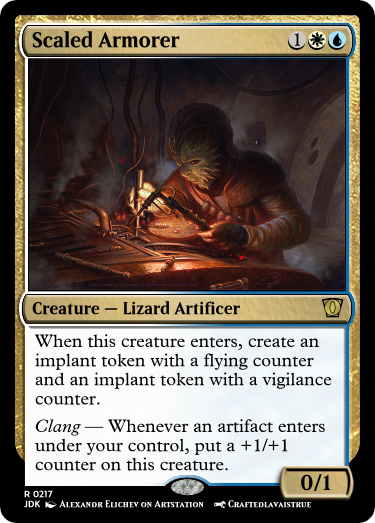 Scaled Armorer 1
Creature — Lizard Artificer
When this creature enters, create an
implant token with a flying counter
and an implant token with a vigilance
counter.
Clang — Whenever an artifact enters
under your control, put a +1/+1
counter on this creature.
0/1
R 0217
JDK Alexandr Elichev on Artstation Craftedlavaistrue